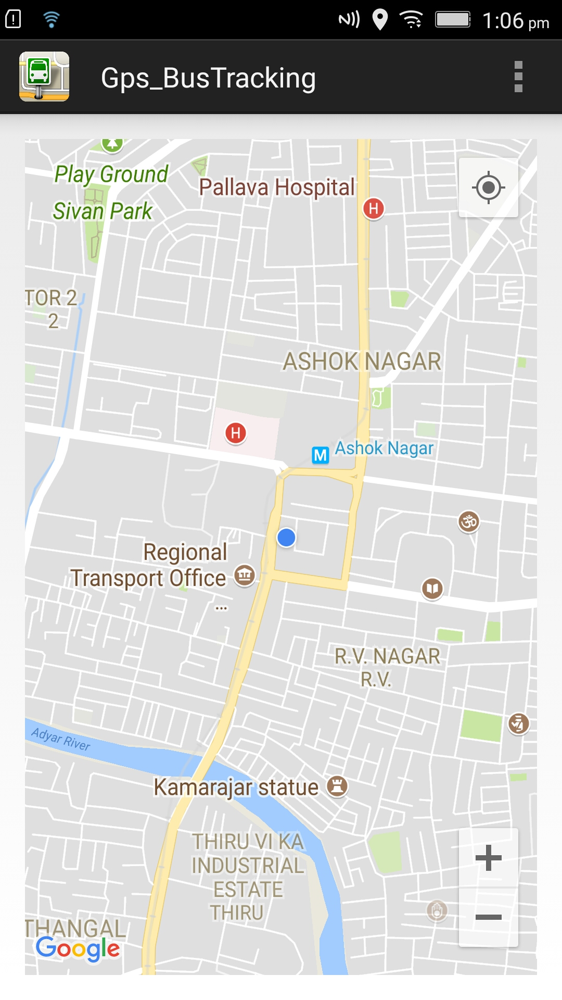 1:06 pm
Gps_BusTracking
Play Ground
Sivan Park
Pallava Hospital
H
TOR 2
2
ASHOK NAGAR
H
M Ashok Nagar
ॐ
Regional
Transport Office
...
R.V. NAGAR
R.V.
Adyar River
Kamarajar statue
THIRU VI KA
INDUSTRIAL
ESTATE
THIRU
THANGAL
Google